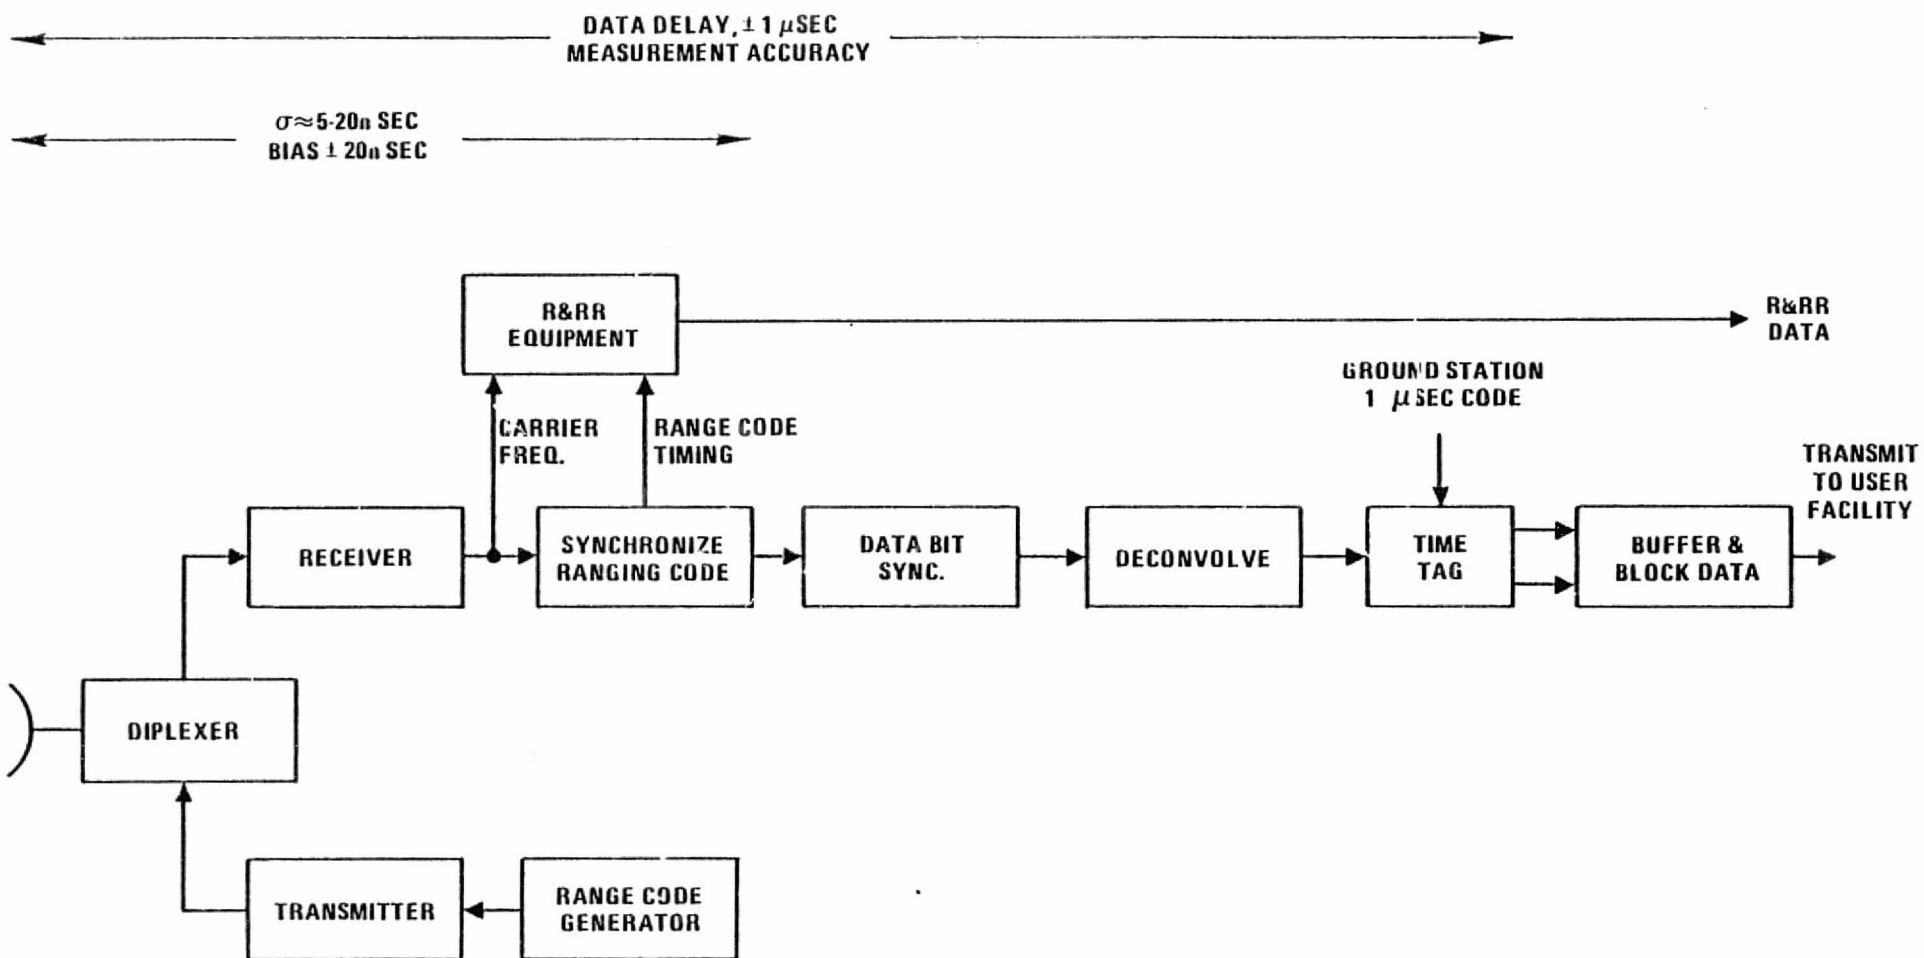 DATA DELAY, ±1 μSEC
MEASUREMENT ACCURACY
σ≈5-20n SEC
BIAS ± 20n SEC
R&RR
EQUIPMENT
R&RR
DATA
GROUND STATION
1 μSEC CODE
CARRIER
FREQ.
RANGE CODE
TIMING
TRANSMIT
TO USER
FACILITY
RECEIVER
SYNCHRONIZE
RANGING CODE
DATA BIT
SYNC.
DECONVOLVE
TIME
TAG
BUFFER &
BLOCK DATA
DIPLEXER
TRANSMITTER
RANGE CODE
GENERATOR